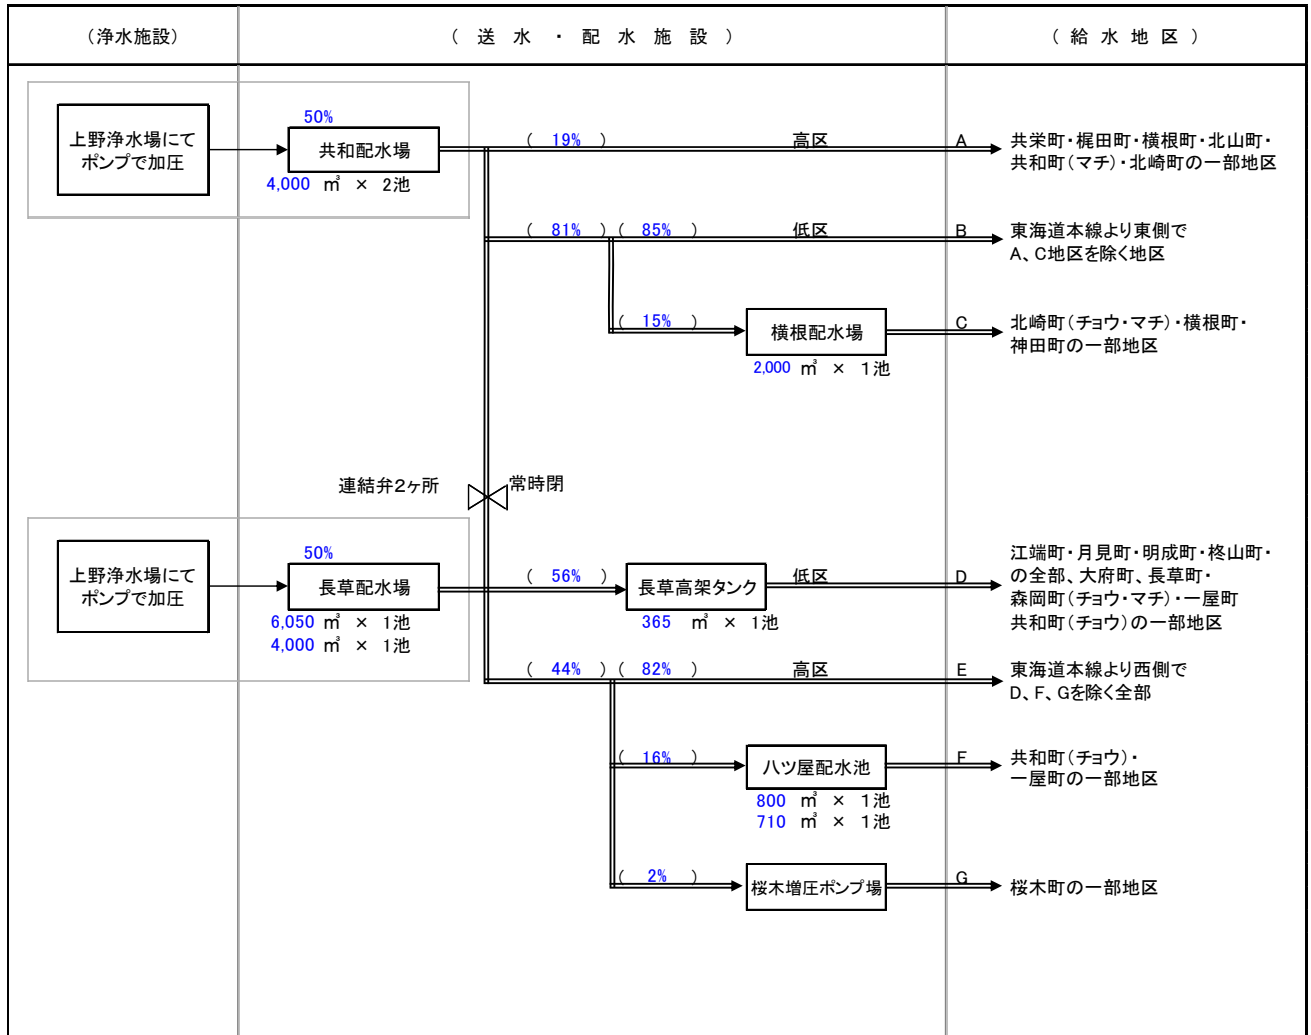 （浄水施設）
（ 送 水 ・ 配 水 施 設 ）
（ 給 水 地 区 ）
上野浄水場にて
ポンプで加圧
50%
共和配水場
4,000 ㎥ × 2池
（ 19% ）
高区
A
共栄町・梶田町・横根町・北山町・
共和町（マチ）・北崎町の一部地区
（ 81% ）（ 85% ）
低区
B
東海道本線より東側で
A、C地区を除く地区
（ 15% ）
横根配水場
2,000 ㎥ × 1池
C
北崎町（チョウ・マチ）・横根町・
神田町の一部地区
連結弁2ヶ所
常時閉
上野浄水場にて
ポンプで加圧
50%
長草配水場
6,050 ㎥ × 1池
4,000 ㎥ × 1池
（ 56% ）
長草高架タンク
365 ㎥ × 1池
低区
D
江端町・月見町・明成町・柊山町・
の全部、大府町、長草町・
森岡町（チョウ・マチ）・一屋町
共和町（チョウ）の一部地区
（ 44% ）（ 82% ）
高区
E
東海道本線より西側で
D、F、Gを除く全部
（ 16% ）
八ツ屋配水池
800 ㎥ × 1池
710 ㎥ × 1池
F
共和町（チョウ）・
一屋町の一部地区
（ 2% ）
桜木増圧ポンプ場
G
桜木町の一部地区